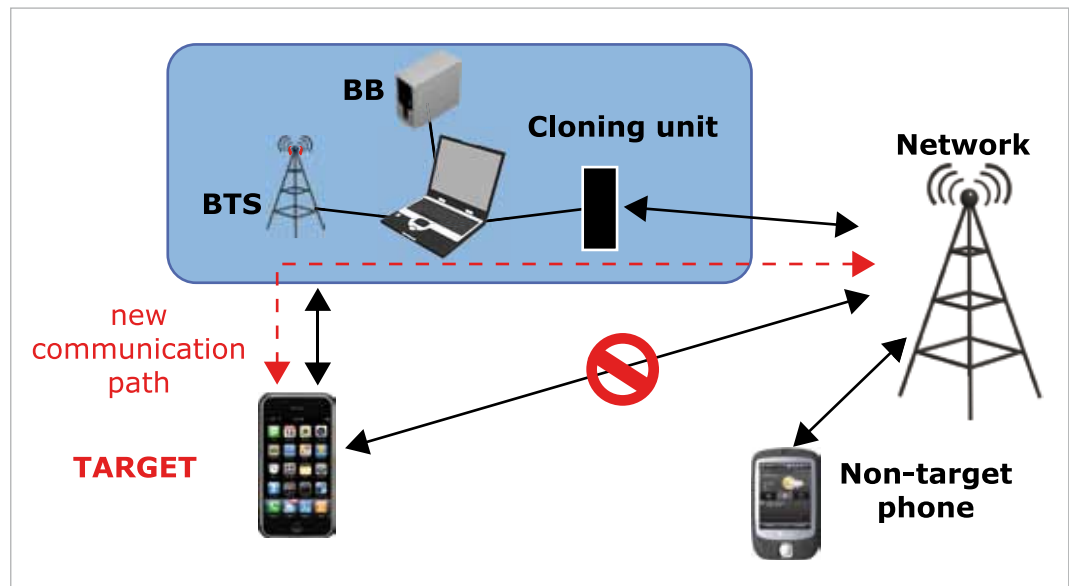 BB
Cloning unit
Network
BTS
new
communication
path
TARGET
Non-target
phone